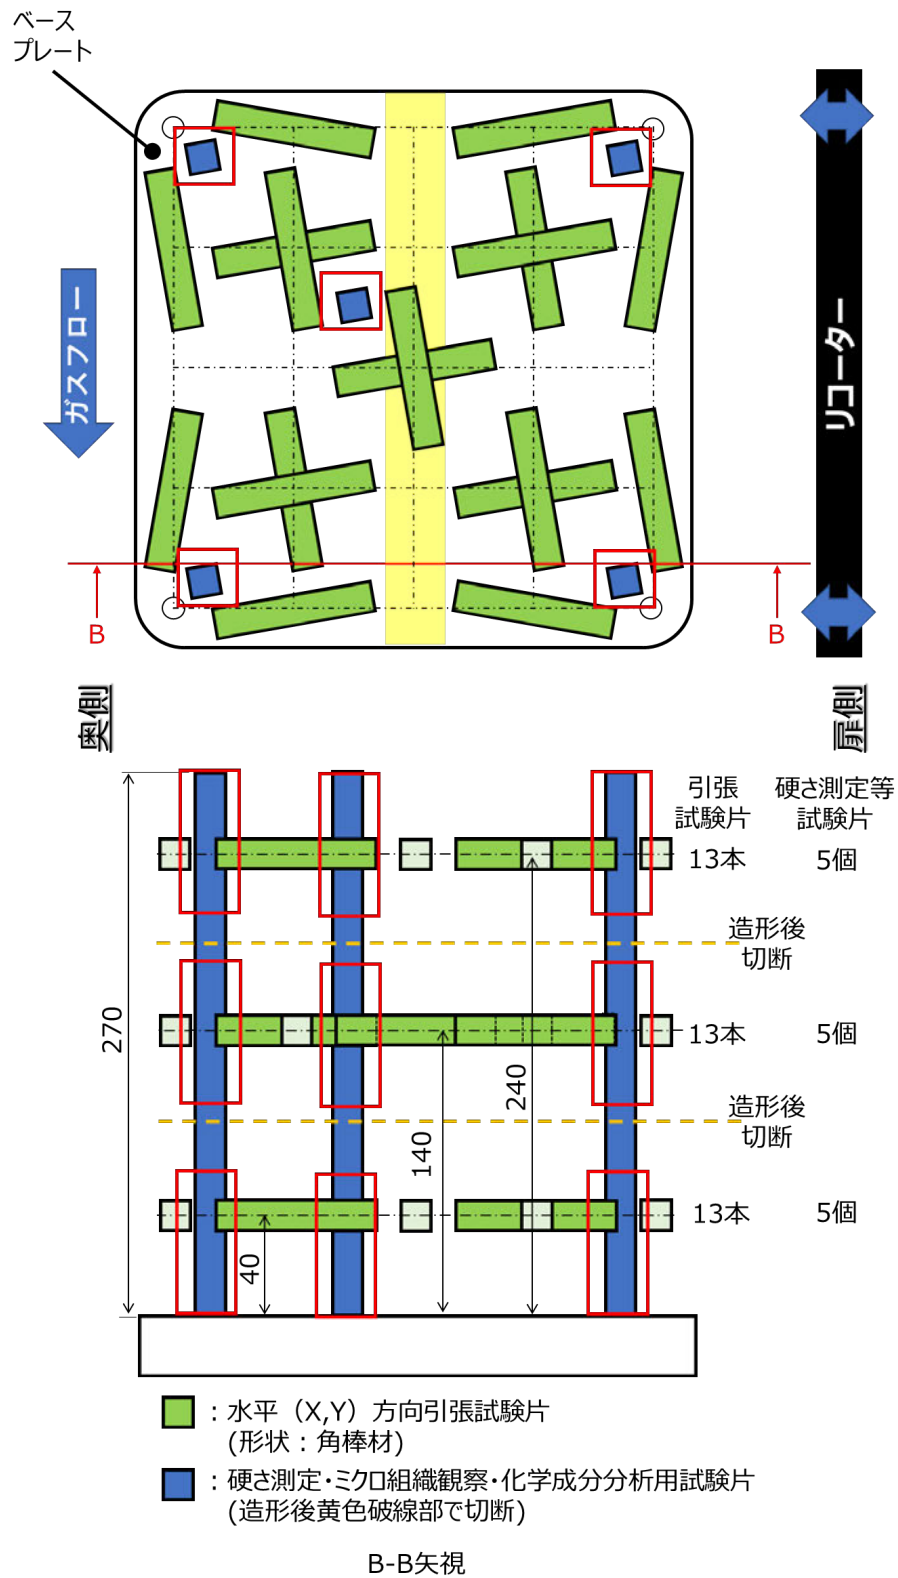 ベース
プレート
ガスフロー
リコーター
B
B
奥側
扉側
引張
試験片
硬さ測定等
試験片
13本
5個
造形後
切断
270
13本
5個
240
造形後
切断
140
13本
5個
40
：水平（X,Y）方向引張試験片
(形状：角棒材)
：硬さ測定・ミクロ組織観察・化学成分分析用試験片
(造形後黄色破線部で切断)
B-B矢視